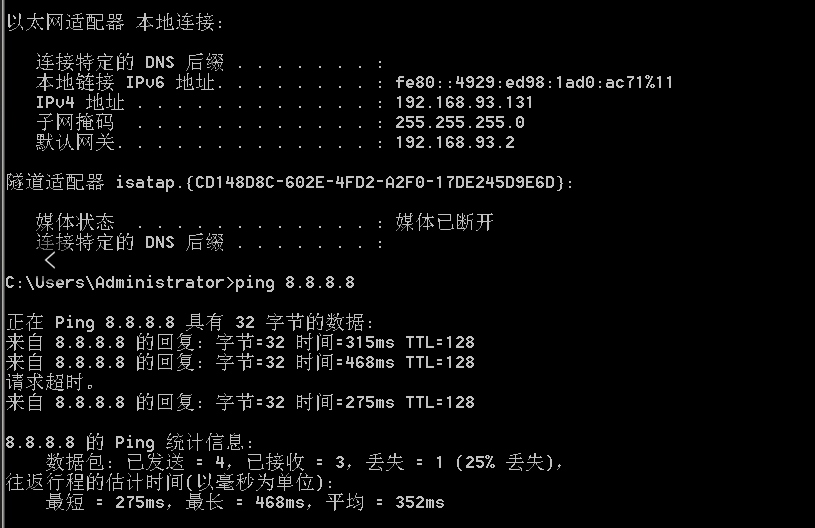 以太网适配器 本地连接:
连接特定的 DNS 后缀 . . . . . . . :
本地链接 IPv6 地址. . . . . . . . : fe80::4929:ed98:1ad0:ac71%11
IPv4 地址 . . . . . . . . . . . . : 192.168.93.131
子网掩码 . . . . . . . . . . . . : 255.255.255.0
默认网关. . . . . . . . . . . . . : 192.168.93.2
隧道适配器 isatap.{CD148D8C-602E-4FD2-A2F0-17DE245D9E6D}:
媒体状态 . . . . . . . . . . . . : 媒体已断开
连接特定的 DNS 后缀 . . . . . . . :
C:\Users\Administrator>ping 8.8.8.8
正在 Ping 8.8.8.8 具有 32 字节的数据:
来自 8.8.8.8 的回复: 字节=32 时间=315ms TTL=128
来自 8.8.8.8 的回复: 字节=32 时间=468ms TTL=128
请求超时。
来自 8.8.8.8 的回复: 字节=32 时间=275ms TTL=128
8.8.8.8 的 Ping 统计信息:
数据包: 已发送 = 4，已接收 = 3，丢失 = 1 (25% 丢失)，
往返行程的估计时间(以毫秒为单位):
最短 = 275ms，最长 = 468ms，平均 = 352ms